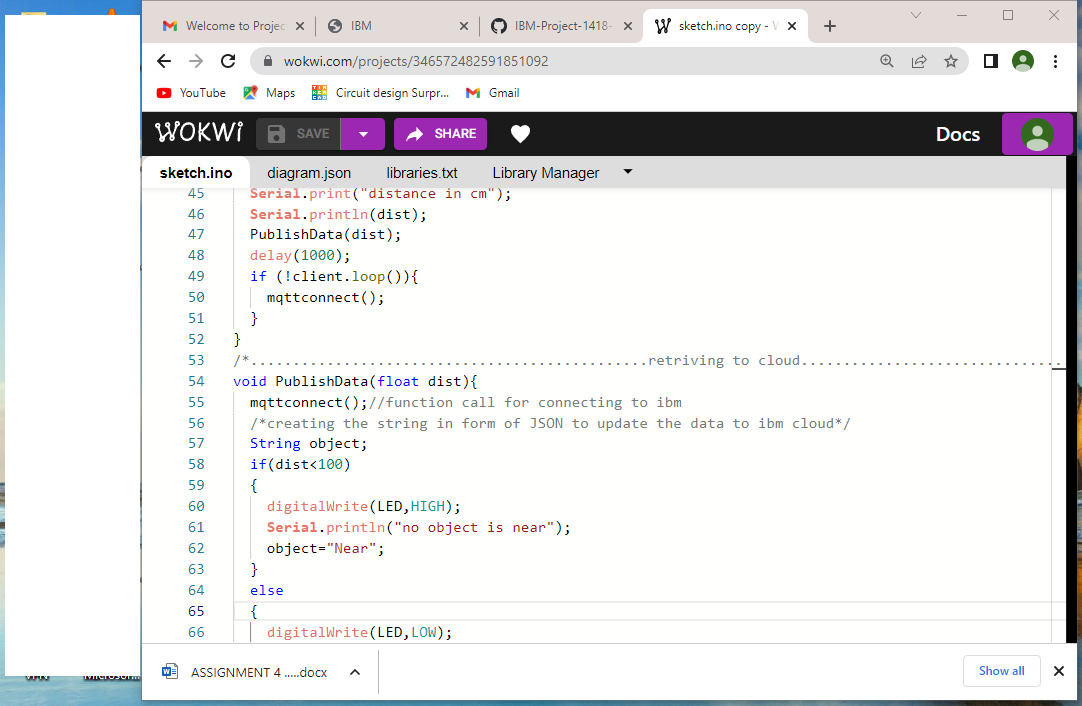 Welcome to Projec
IBM
IBM-Project-1418-
sketch.ino copy - W
wokwi.com/projects/346572482591851092
YouTube
Maps
Circuit design Surpr...
Gmail
WOKWI
SAVE
SHARE
Docs
sketch.ino
diagram.json
libraries.txt
Library Manager
45 Serial.print("distance in cm");
46 Serial.println(dist);
47 PublishData(dist);
48 delay(1000);
49 if (!client.loop()){
50 mqttconnect();
51 }
52 }
53 /*...............................................retriving to cloud...............................
54 void PublishData(float dist){
55 mqttconnect();//function call for connecting to ibm
56 /*creating the string in form of JSON to update the data to ibm cloud*/
57 String object;
58 if(dist<100)
59 {
60 digitalWrite(LED,HIGH);
61 Serial.println("no object is near");
62 object="Near";
63 }
64 else
65 {
66 digitalWrite(LED,LOW);
ASSIGNMENT 4 .....docx
Show all